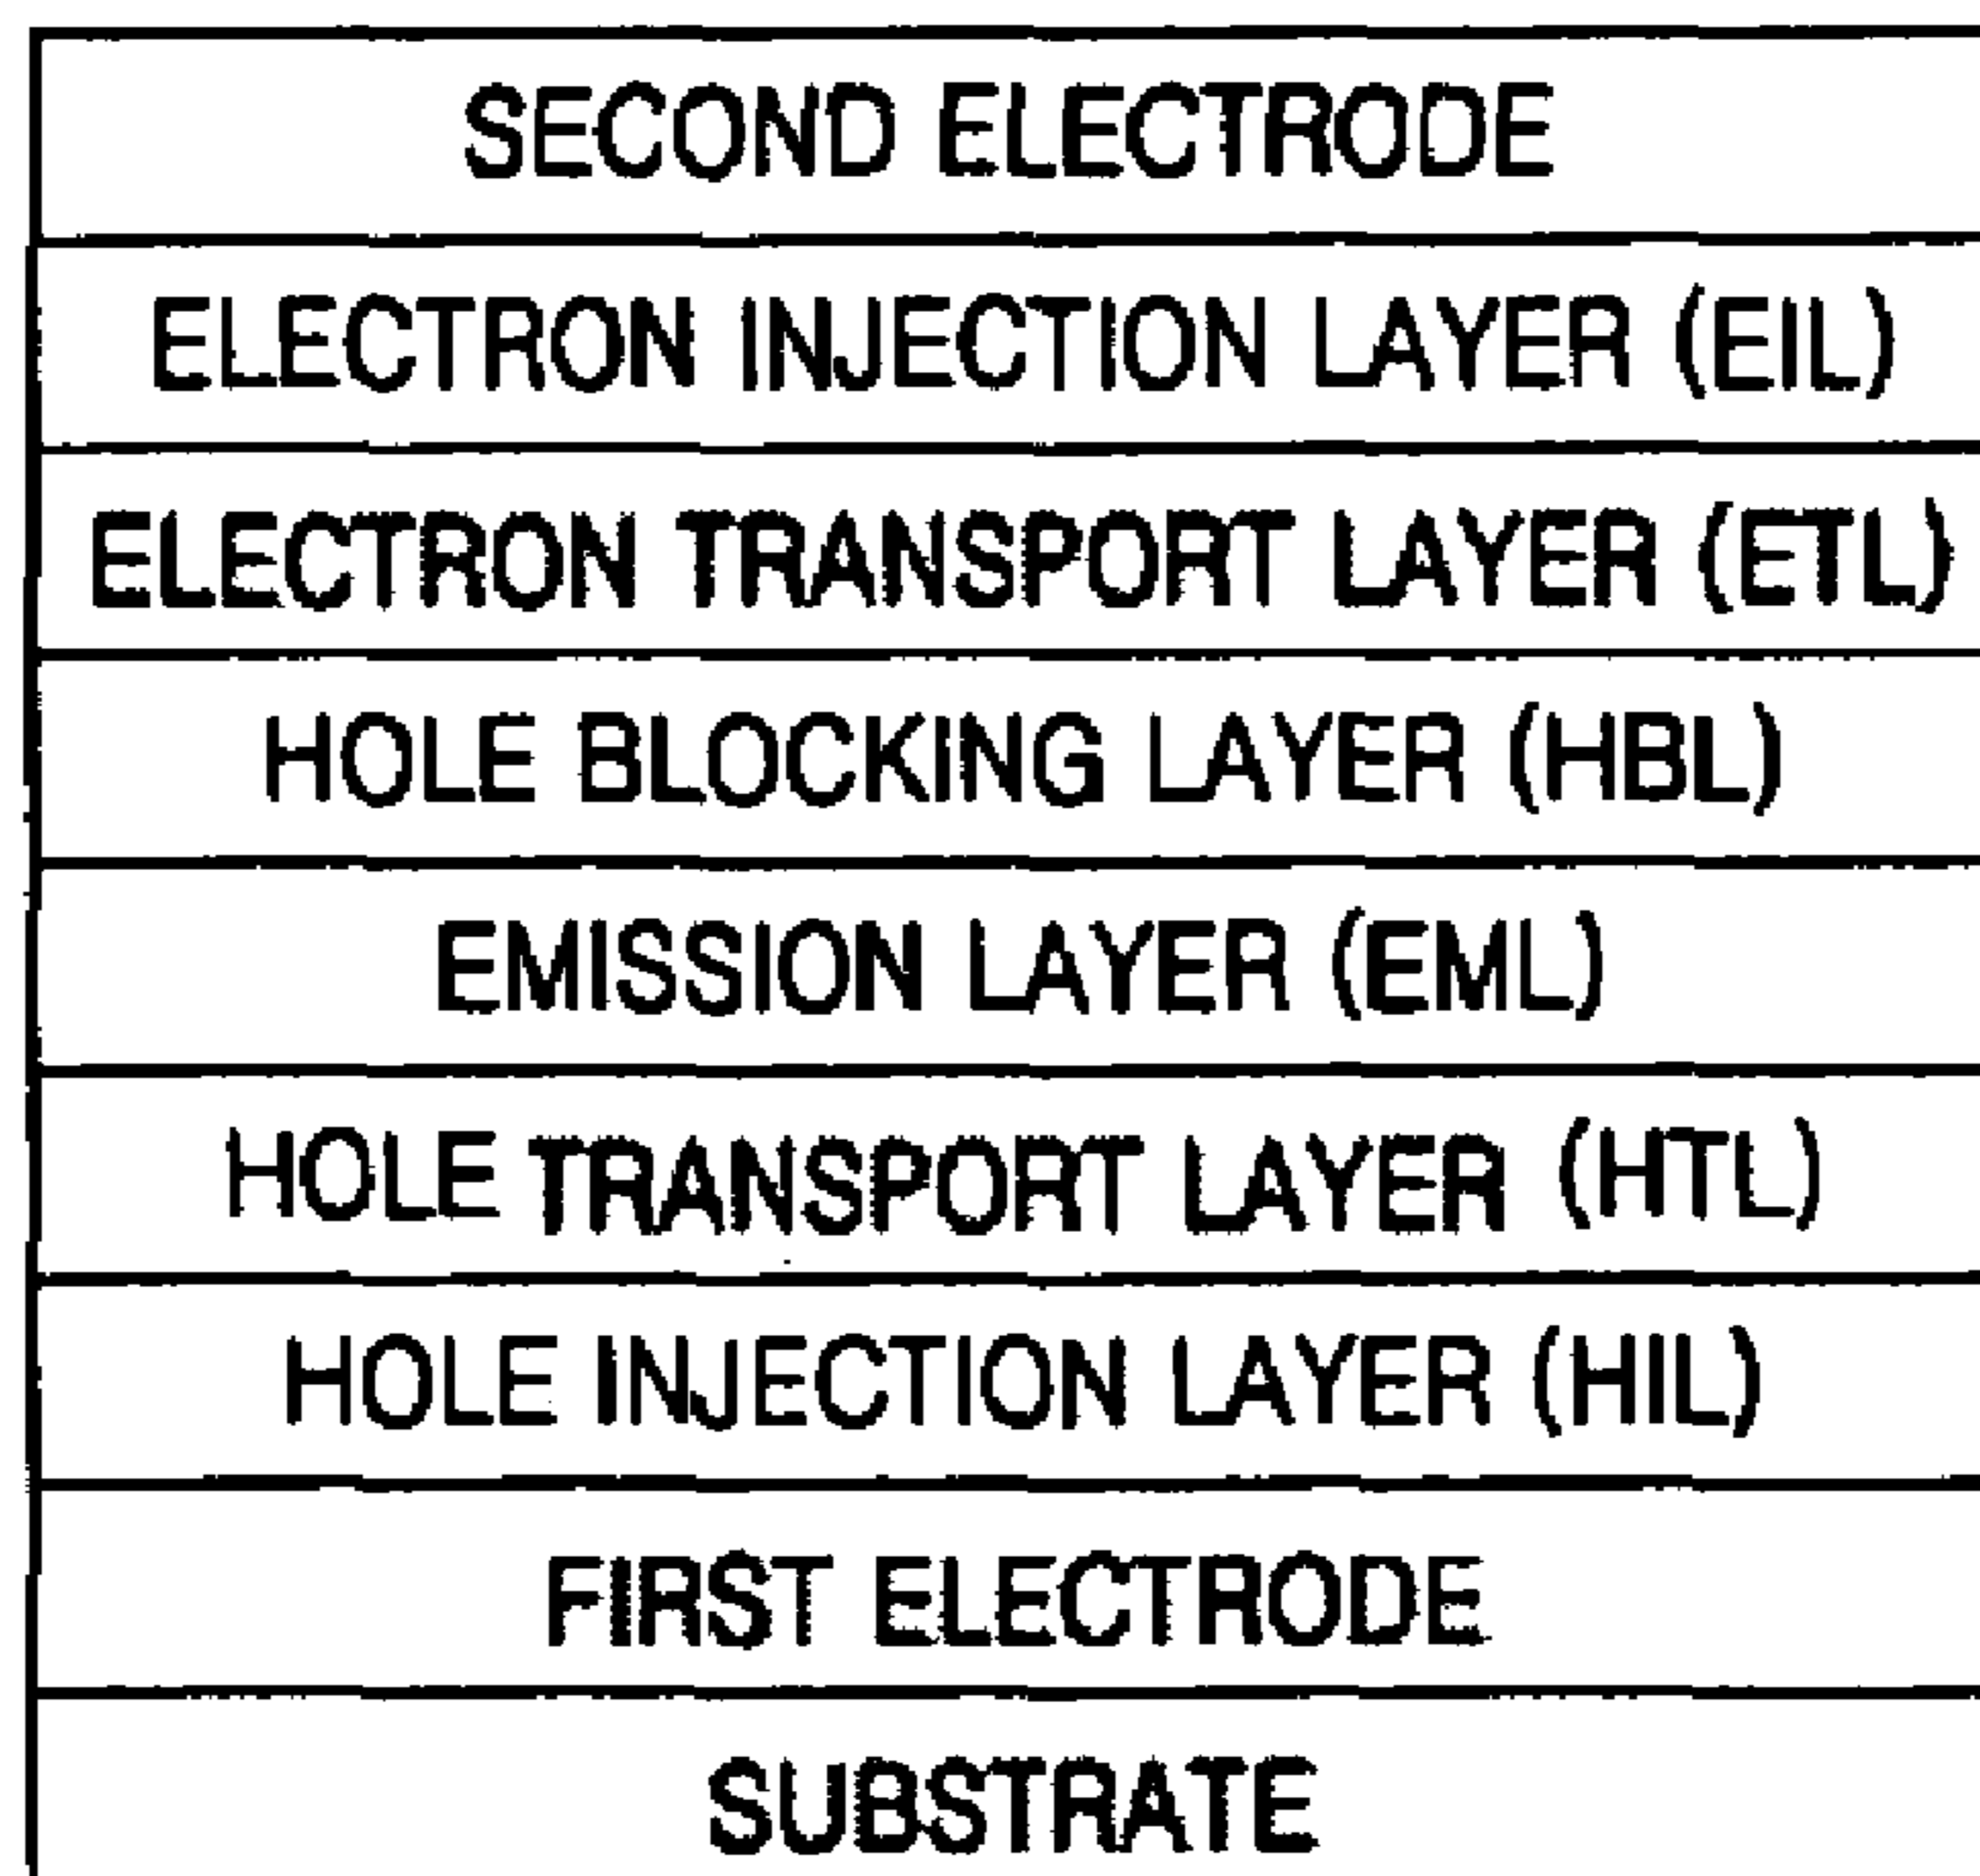 SECOND ELECTRODE
ELECTRON INJECTION LAYER (EIL)
ELECTRON TRANSPORT LAYER (ETL)
HOLE BLOCKING LAYER (HBL)
EMISSION LAYER (EML)
HOLE TRANSPORT LAYER (HTL)
HOLE INJECTION LAYER (HIL)
FIRST ELECTRODE
SUBSTRATE